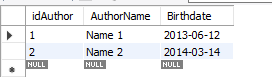 idAuthor AuthorName Birthdate
1 Name 1 2013-06-12
2 Name 2 2014-03-14
NULL NULL NULL